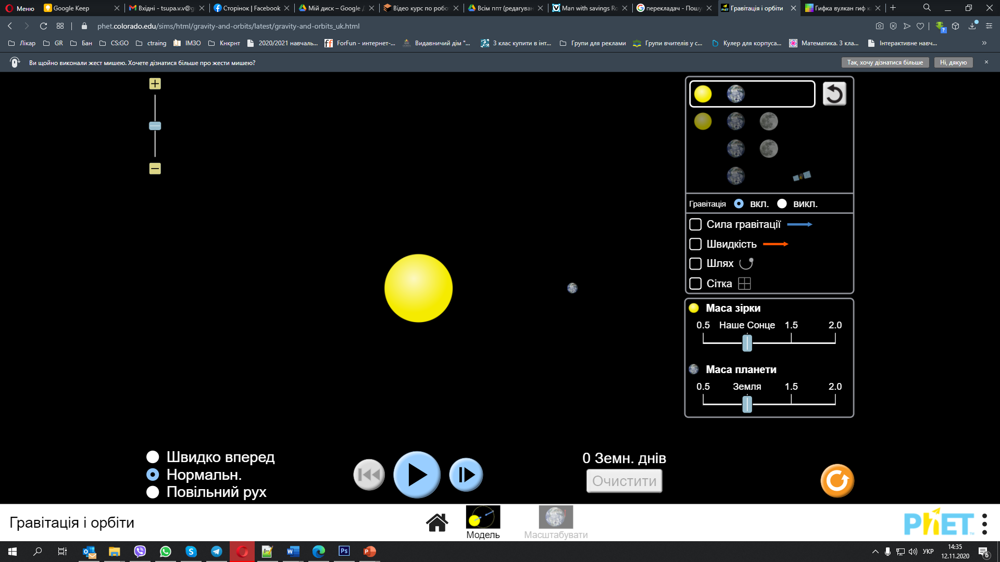 Меню
Google Keep
Вхідні - tsupa.v.v@g
Сторінок | Facebook
Мій диск – Google
Відео курс по робо
Всім ппт (редагуван
Man with savings Ro
перекладач - Пошу
Гравітація і орбіти
Гифка вулкан гиф к
phet.colorado.edu/sims/html/gravity-and-orbits/latest/gravity-and-orbits_uk.html
Лікар
GR
Бан
CS:GO
ctraing
ІМЗО
Кнкрнт
2020/2021 навчаль...
ForFun - интернет-...
Видавничий дім "...
3 клас купити в інт...
Групи для реклами
Групи вчителів у с...
Кулер для корпуса...
Математика. 3 кла...
Інтерактивне навч...
Ви щойно виконали жест мишею. Хочете дізнатися більше про жести мишею?
Так, хочу дізнатися більше
Ні, дякую
Гравітація
вкл.
викл.
Сила гравітації
Швидкість
Шлях
Сітка
Маса зірки
0.5 Наше Сонце 1.5 2.0
Маса планети
0.5 Земля 1.5 2.0
Швидко вперед
Нормальн.
Повільний рух
0 Земн. днів
Очистити
Гравітація і орбіти
Модель
Масштабувати
PhET
УКР
14:35
12.11.2020
6